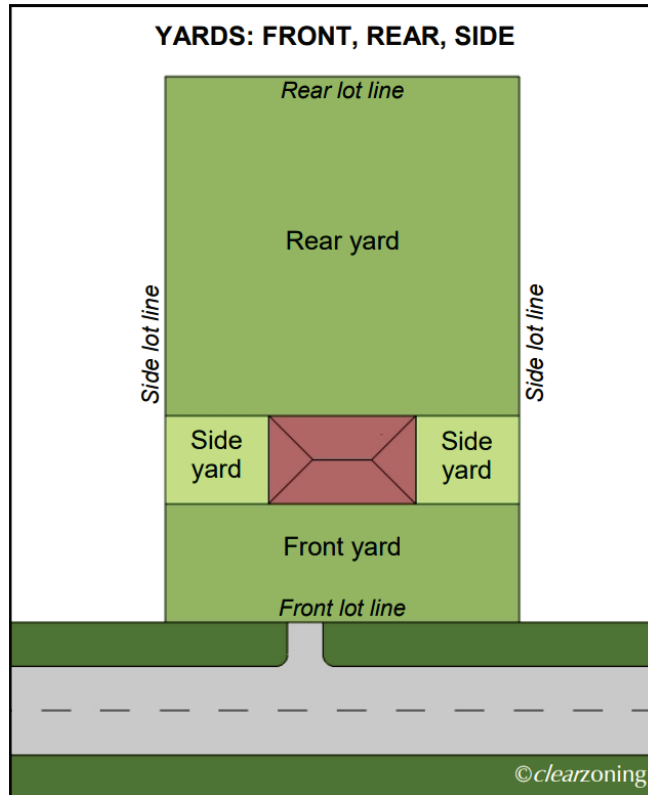 YARDS: FRONT, REAR, SIDE
Rear lot line
Rear yard
Side lot line
Side lot line
Side
yard
Side
yard
Front yard
Front lot line
©clearzoning